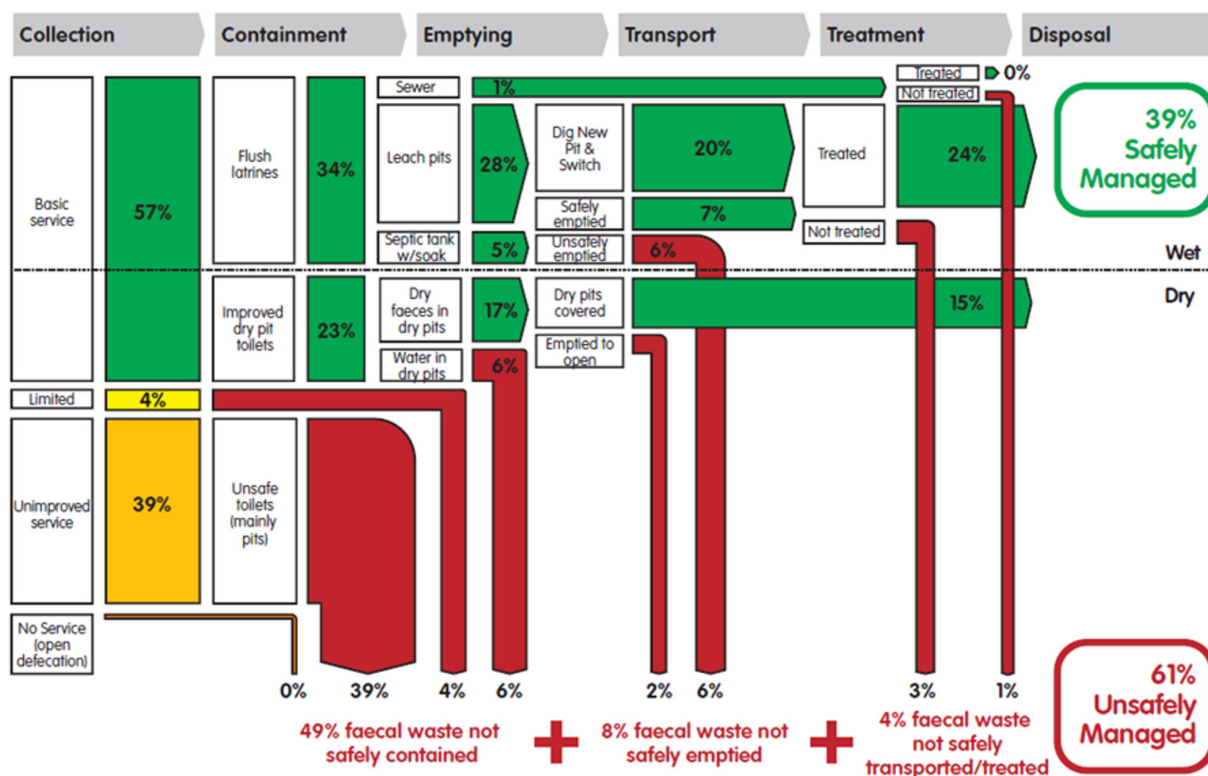 Collection
Containment
Emptying
Transport
Treatment
Disposal
Basic
service
57%
Flush
latrines
34%
Sewer
1%
Leach pits
28%
Dig New
Pit &
Switch
20%
Safely
emptied
7%
Septic tank
w/soak
5%
Unsately
emptied
6%
Treated
0%
Not treated
Treated
24%
Not treated
39%
Safely
Managed
Wet
Dry
Improved
dry pit
toilets
23%
Dry
faeces in
dry pits
17%
Dry pits
covered
15%
Water in
dry pits
6%
Emptied to
open
Limited
4%
Unimproved
service
39%
Unsafe
toilets
(mainly
pits)
No Service
(open
defecation)
0%
39%
4%
6%
2%
6%
3%
1%
49% faecal waste not
safely contained
+
8% faecal waste not
safely emptied
+
4% faecal waste
not safely
transported/treated
61%
Unsafely
Managed